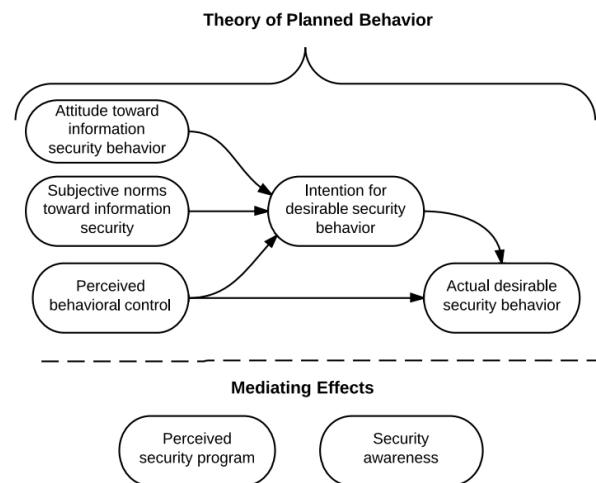 Theory of Planned Behavior
Attitude toward
information
security behavior
Subjective norms
toward information
security
Intention for
desirable security
behavior
Perceived
behavioral control
Actual desirable
security behavior
Mediating Effects
Perceived
security program
Security
awareness